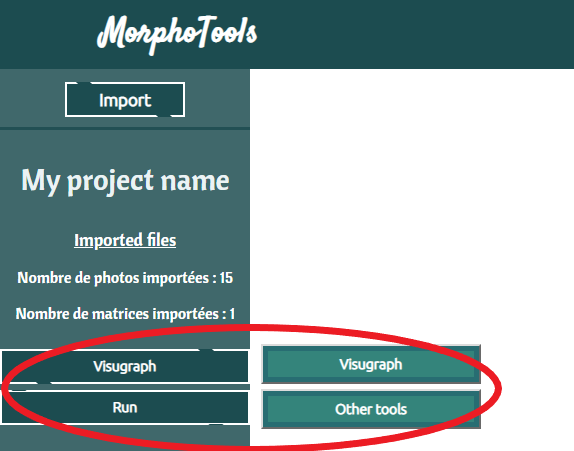 MorphoTools
Import
My project name
Imported files
Nombre de photos importées : 15
Nombre de matrices importées : 1
Visugraph
Visugraph
Run
Other tools